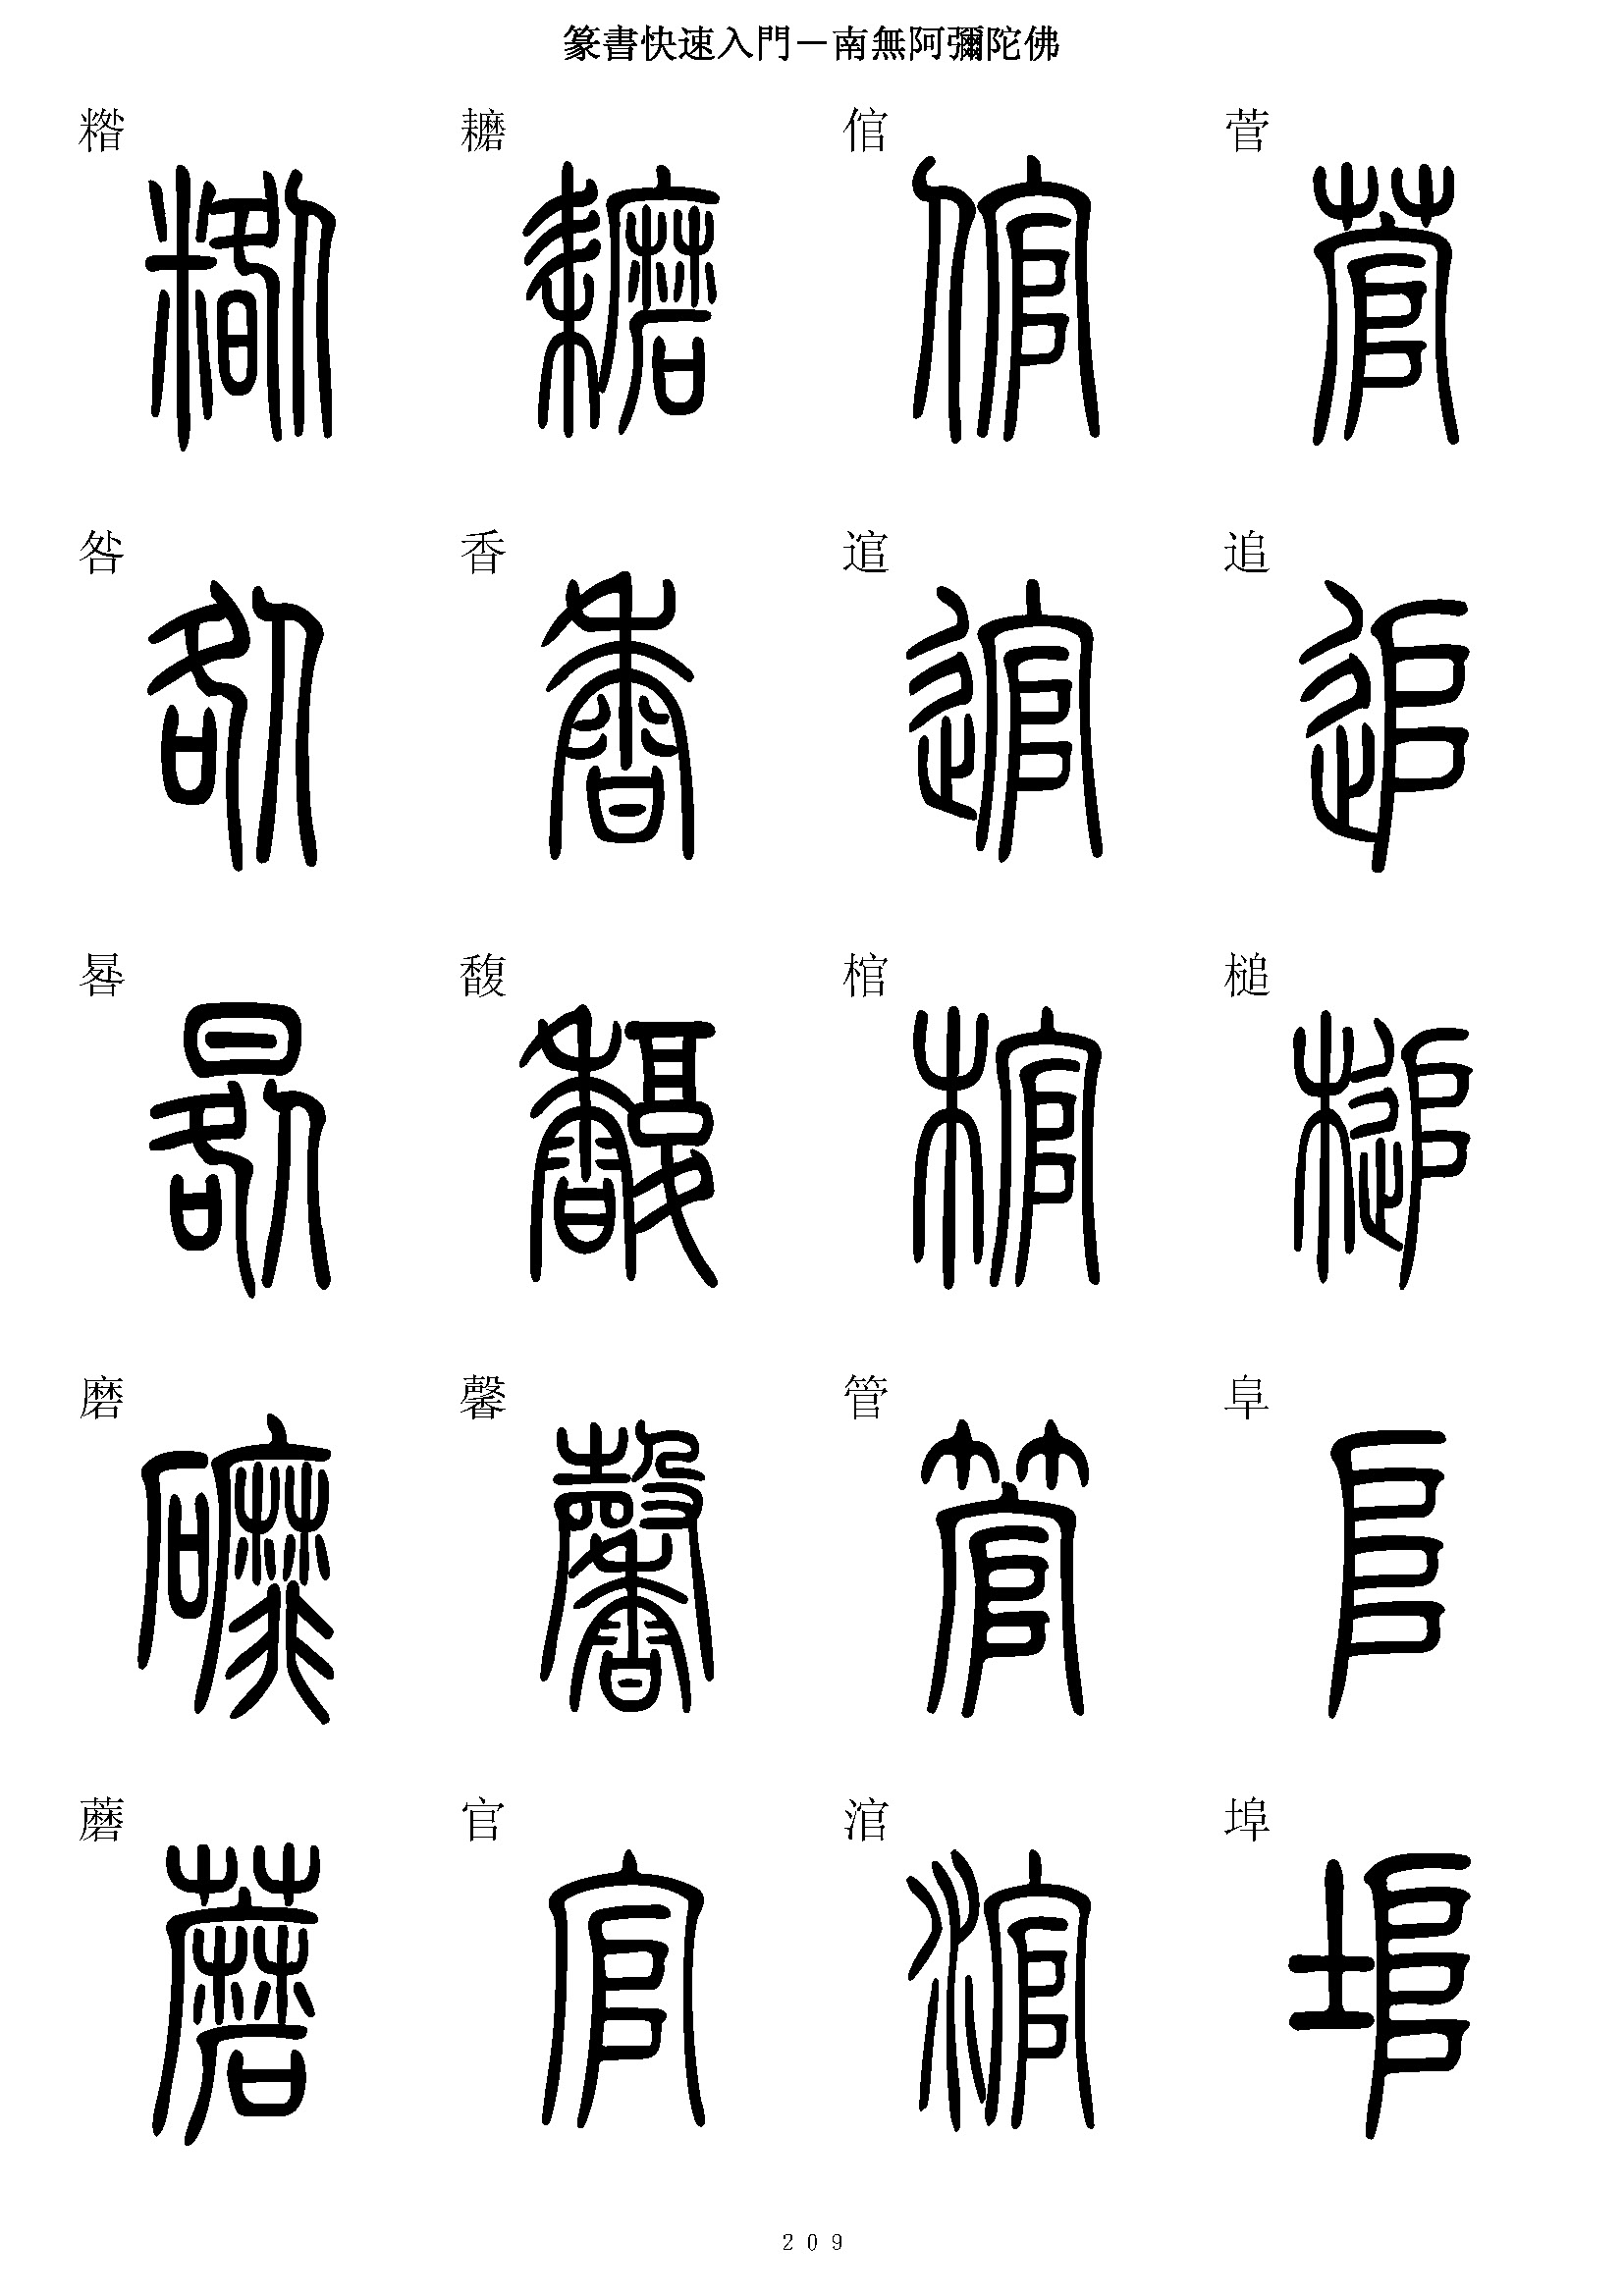 篆書快速入門－南無阿彌陀佛
糌 耱 倌 菅
咎 香 逭 追
晷 馥 棺 槌
磨 馨 管 阜
蘑 官 涫 埠
209